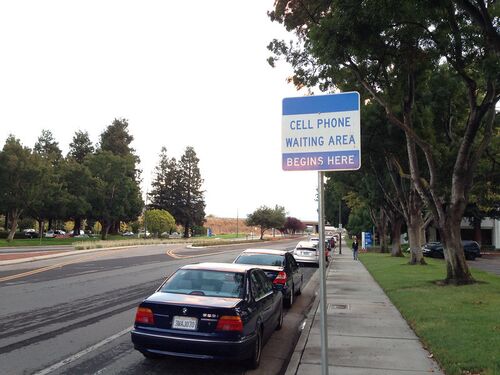 CELL PHONE
WAITING AREA
BEGINS HERE